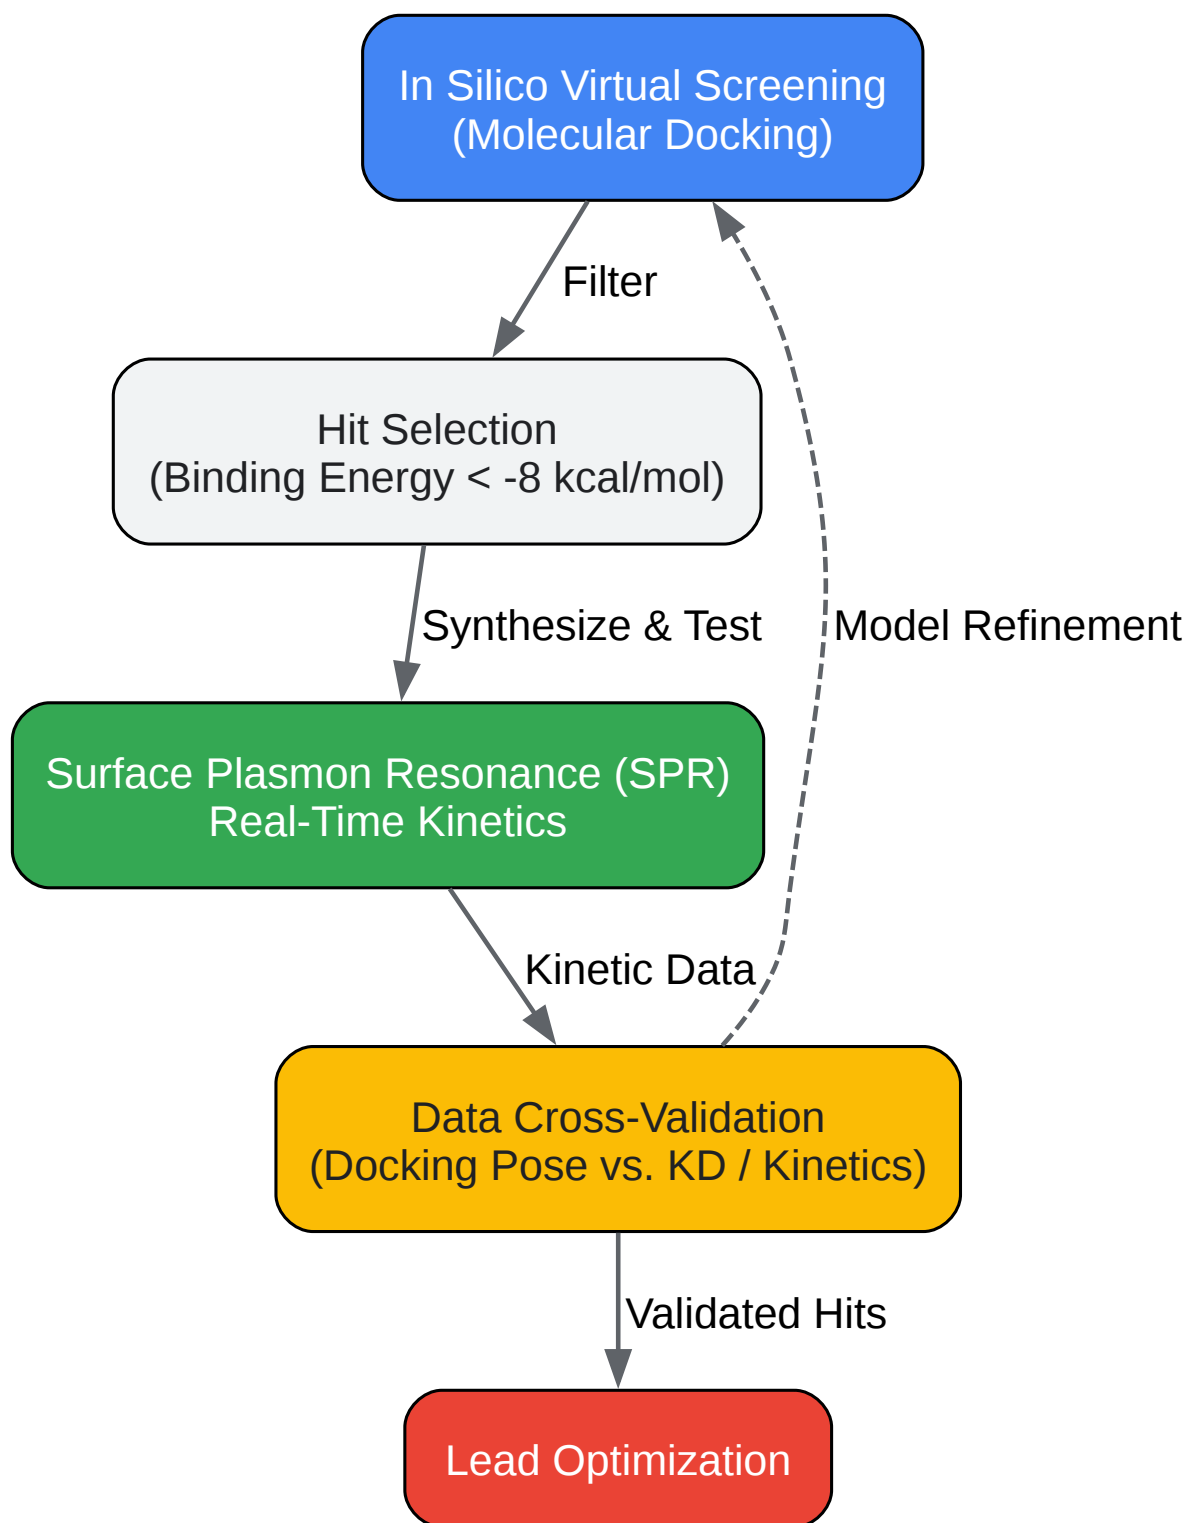 In Silico Virtual Screening
(Molecular Docking)
Filter
Hit Selection
(Binding Energy < -8 kcal/mol)
Synthesize & Test
Model Refinement
Surface Plasmon Resonance (SPR)
Real-Time Kinetics
Kinetic Data
Data Cross-Validation
(Docking Pose vs. KD / Kinetics)
Validated Hits
Lead Optimization